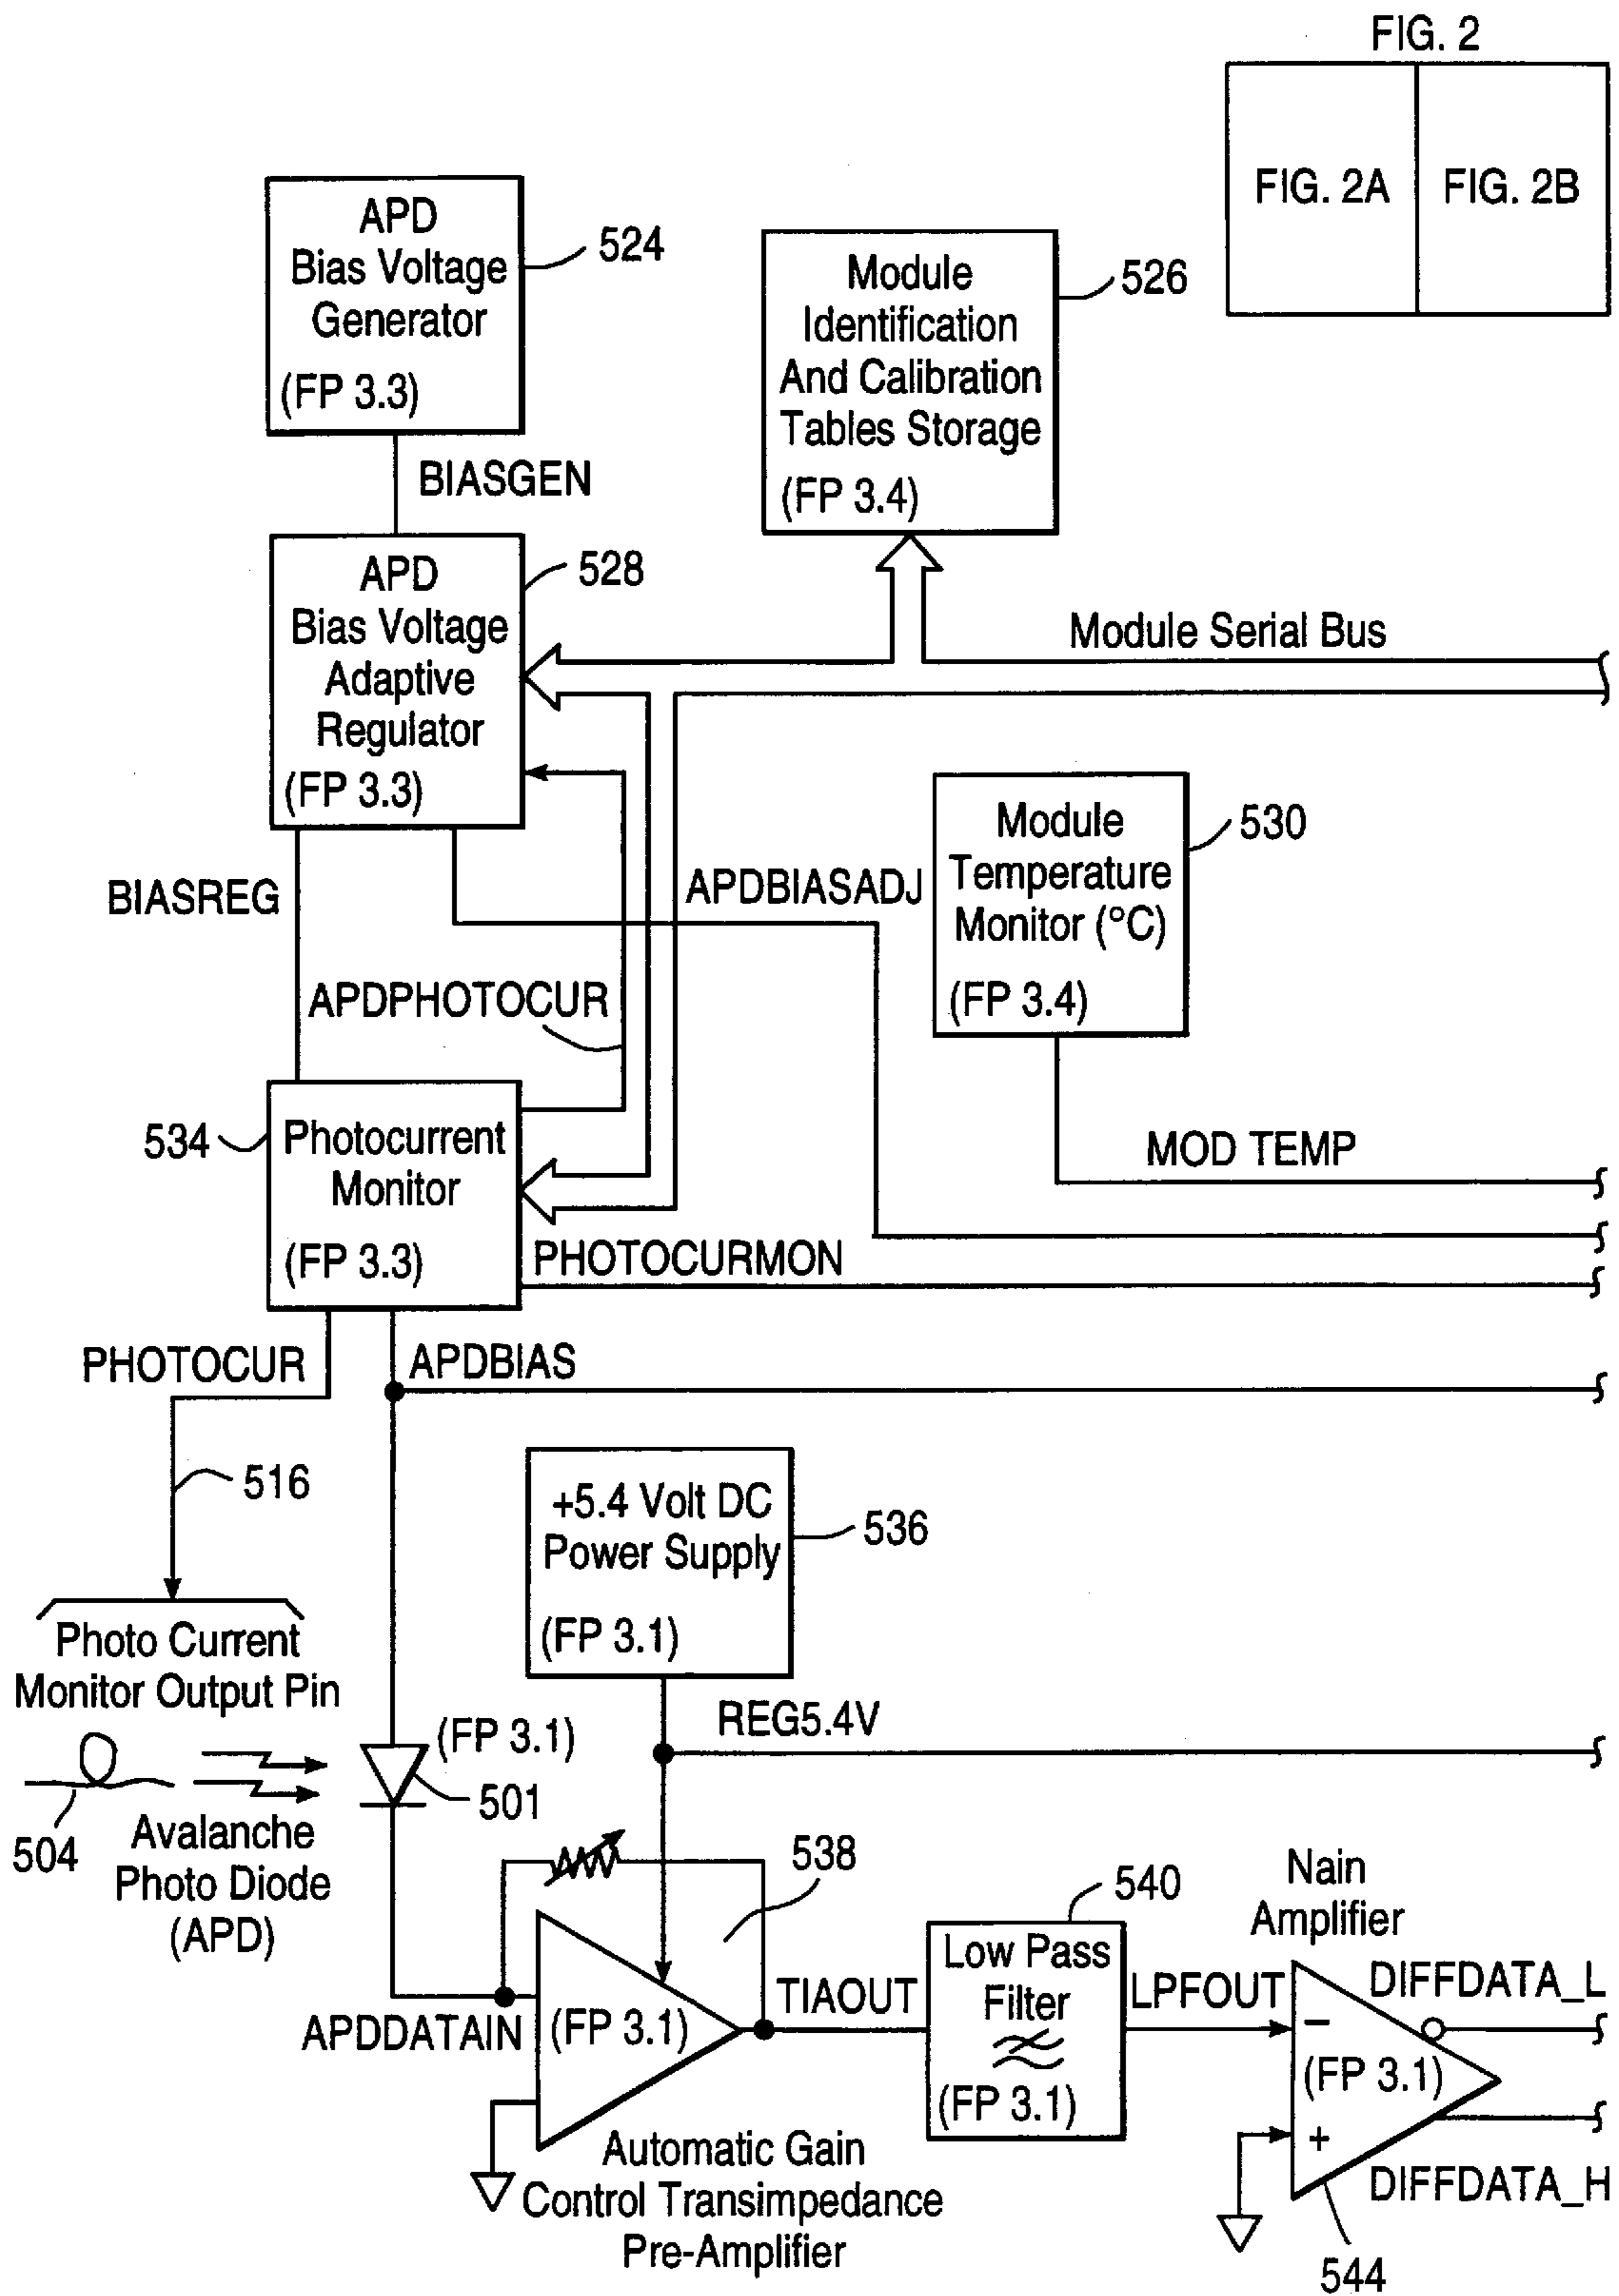 FIG. 2
FIG. 2A
FIG. 2B
APD
Bias Voltage
Generator
(FP 3.3)
524
BIASGEN
Module
Identification
And Calibration
Tables Storage
(FP 3.4)
526
APD
Bias Voltage
Adaptive
Regulator
(FP 3.3)
528
Module Serial Bus
BIASREG
APDPHOTOCUR
APDBIASADJ
Module
Temperature
Monitor (°C)
(FP 3.4)
530
MOD TEMP
534
Photocurrent
Monitor
(FP 3.3)
PHOTOCURMON
PHOTOCUR
APDBIAS
516
Photo Current
Monitor Output Pin
+5.4 Volt DC
Power Supply
(FP 3.1)
536
REG5.4V
(FP 3.1)
501
504
Avalanche
Photo Diode
(APD)
538
APDDATAIN
(FP 3.1)
TIAOUT
Automatic Gain
Control Transimpedance
Pre-Amplifier
540
Low Pass
Filter
(FP 3.1)
LPFOUT
Nain
Amplifier
DIFFDATA_L
−
(FP 3.1)
+
DIFFDATA_H
544